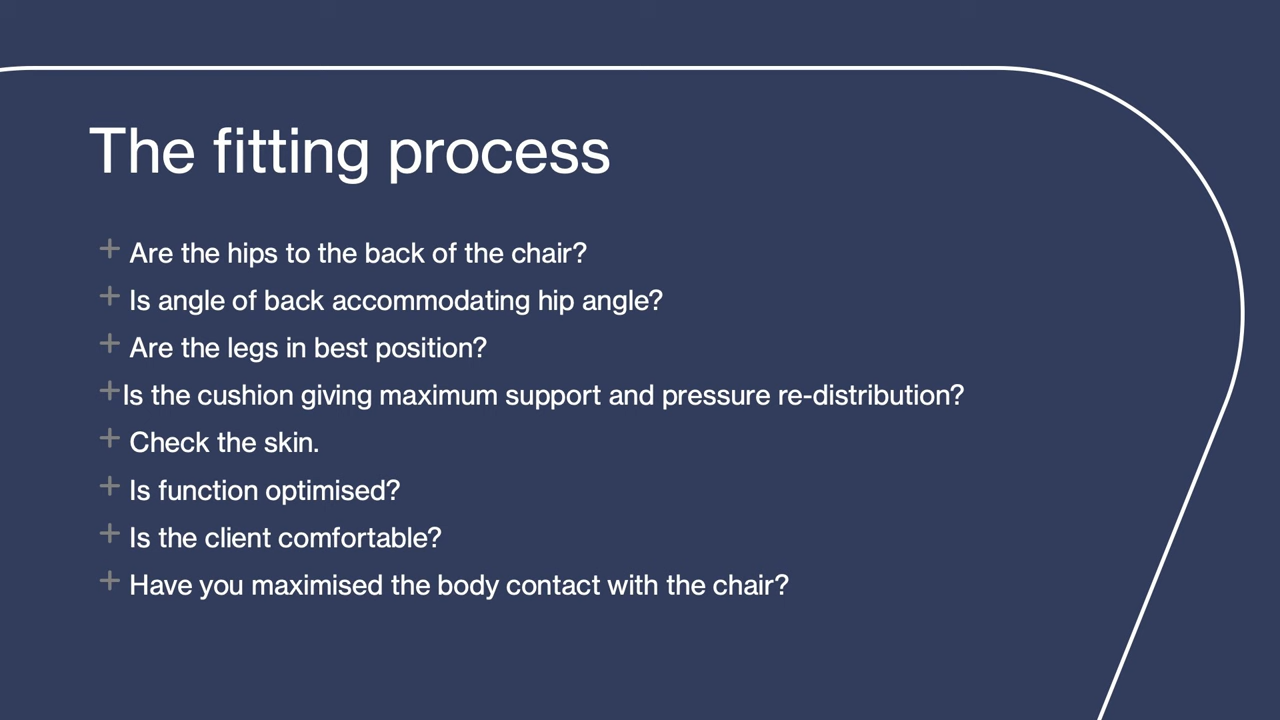 The fitting process
+ Are the hips to the back of the chair?
+ Is angle of back accommodating hip angle?
+ Are the legs in best position?
+ Is the cushion giving maximum support and pressure re-distribution?
+ Check the skin.
+ Is function optimised?
+ Is the client comfortable?
+ Have you maximised the body contact with the chair?